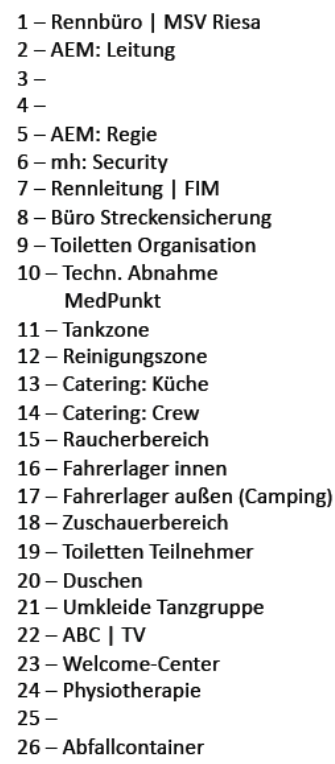 1 – Rennbüro | MSV Riesa
2 – AEM: Leitung
3 –
4 –
5 – AEM: Regie
6 – mh: Security
7 – Rennleitung | FIM
8 – Büro Streckensicherung
9 – Toiletten Organisation
10 – Techn. Abnahme
MedPunkt
11 – Tankzone
12 – Reinigungszone
13 – Catering: Küche
14 – Catering: Crew
15 – Raucherbereich
16 – Fahrerlager innen
17 – Fahrerlager außen (Camping)
18 – Zuschauerbereich
19 – Toiletten Teilnehmer
20 – Duschen
21 – Umkleide Tanzgruppe
22 – ABC | TV
23 – Welcome-Center
24 – Physiotherapie
25 –
26 – Abfallcontainer